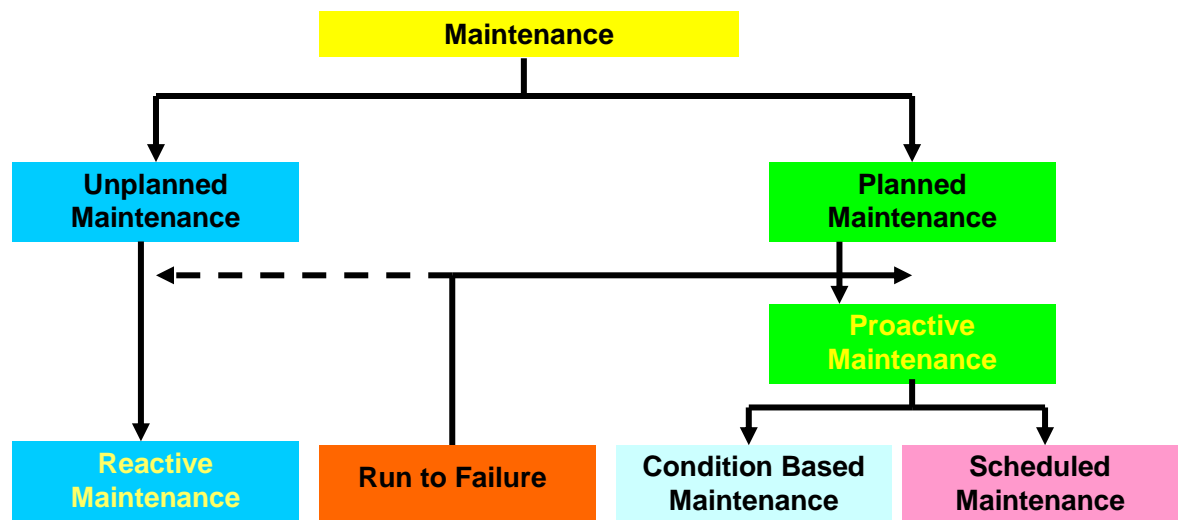 Maintenance
Unplanned
Maintenance
Planned
Maintenance
Proactive
Maintenance
Reactive
Maintenance
Run to Failure
Condition Based
Maintenance
Scheduled
Maintenance